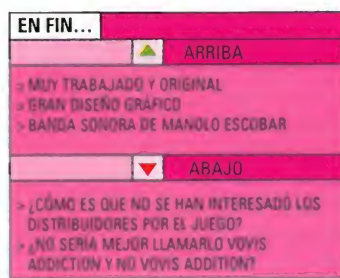 EN FIN...
ARRIBA
> MUY TRABAJADO Y ORIGINAL
> GRAN DISEÑO GRÁFICO
> BANDA SONORA DE MANOLO ESCOBAR
ABAJO
> ¿CÓMO ES QUE NO SE HAN INTERESADO LOS
DISTRIBUIDORES POR EL JUEGO?
> ¿NO SERÍA MEJOR LLAMARLO VOVIS
ADDICTION Y NO VOVIS ADDITION?